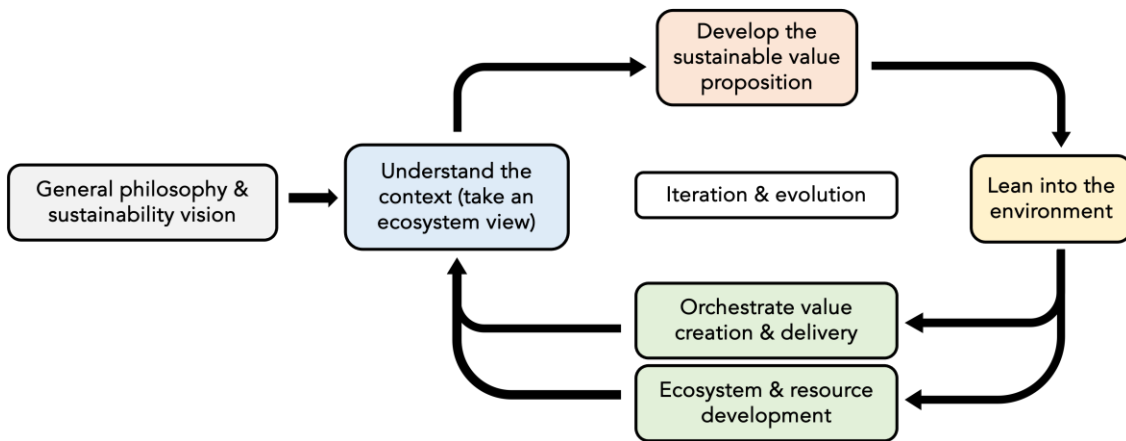 General philosophy &
sustainability vision
Understand the
context (take an
ecosystem view)
Develop the
sustainable value
proposition
Iteration & evolution
Lean into the
environment
Orchestrate value
creation & delivery
Ecosystem & resource
development